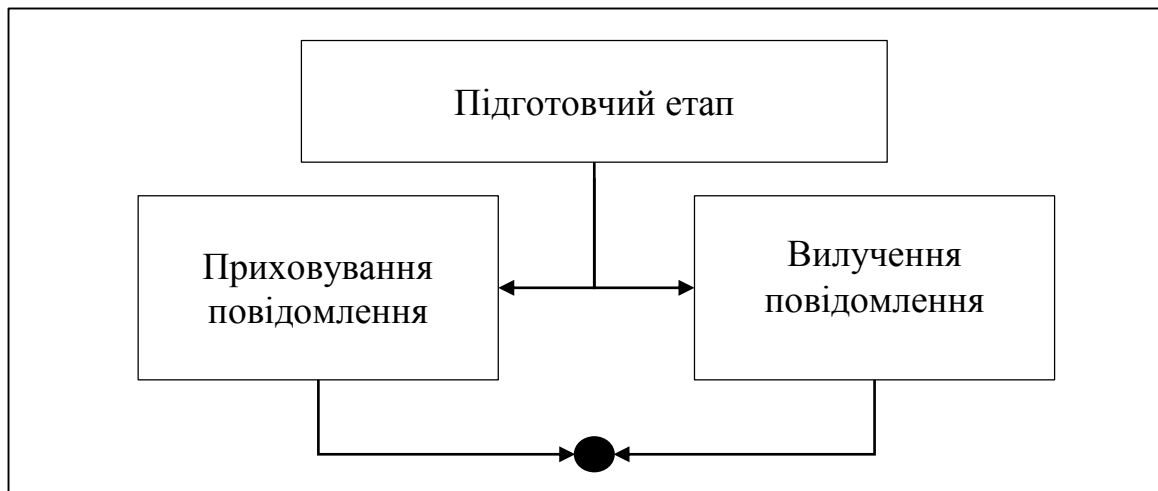 Підготовчий етап
Приховування
повідомлення
Вилучення
повідомлення